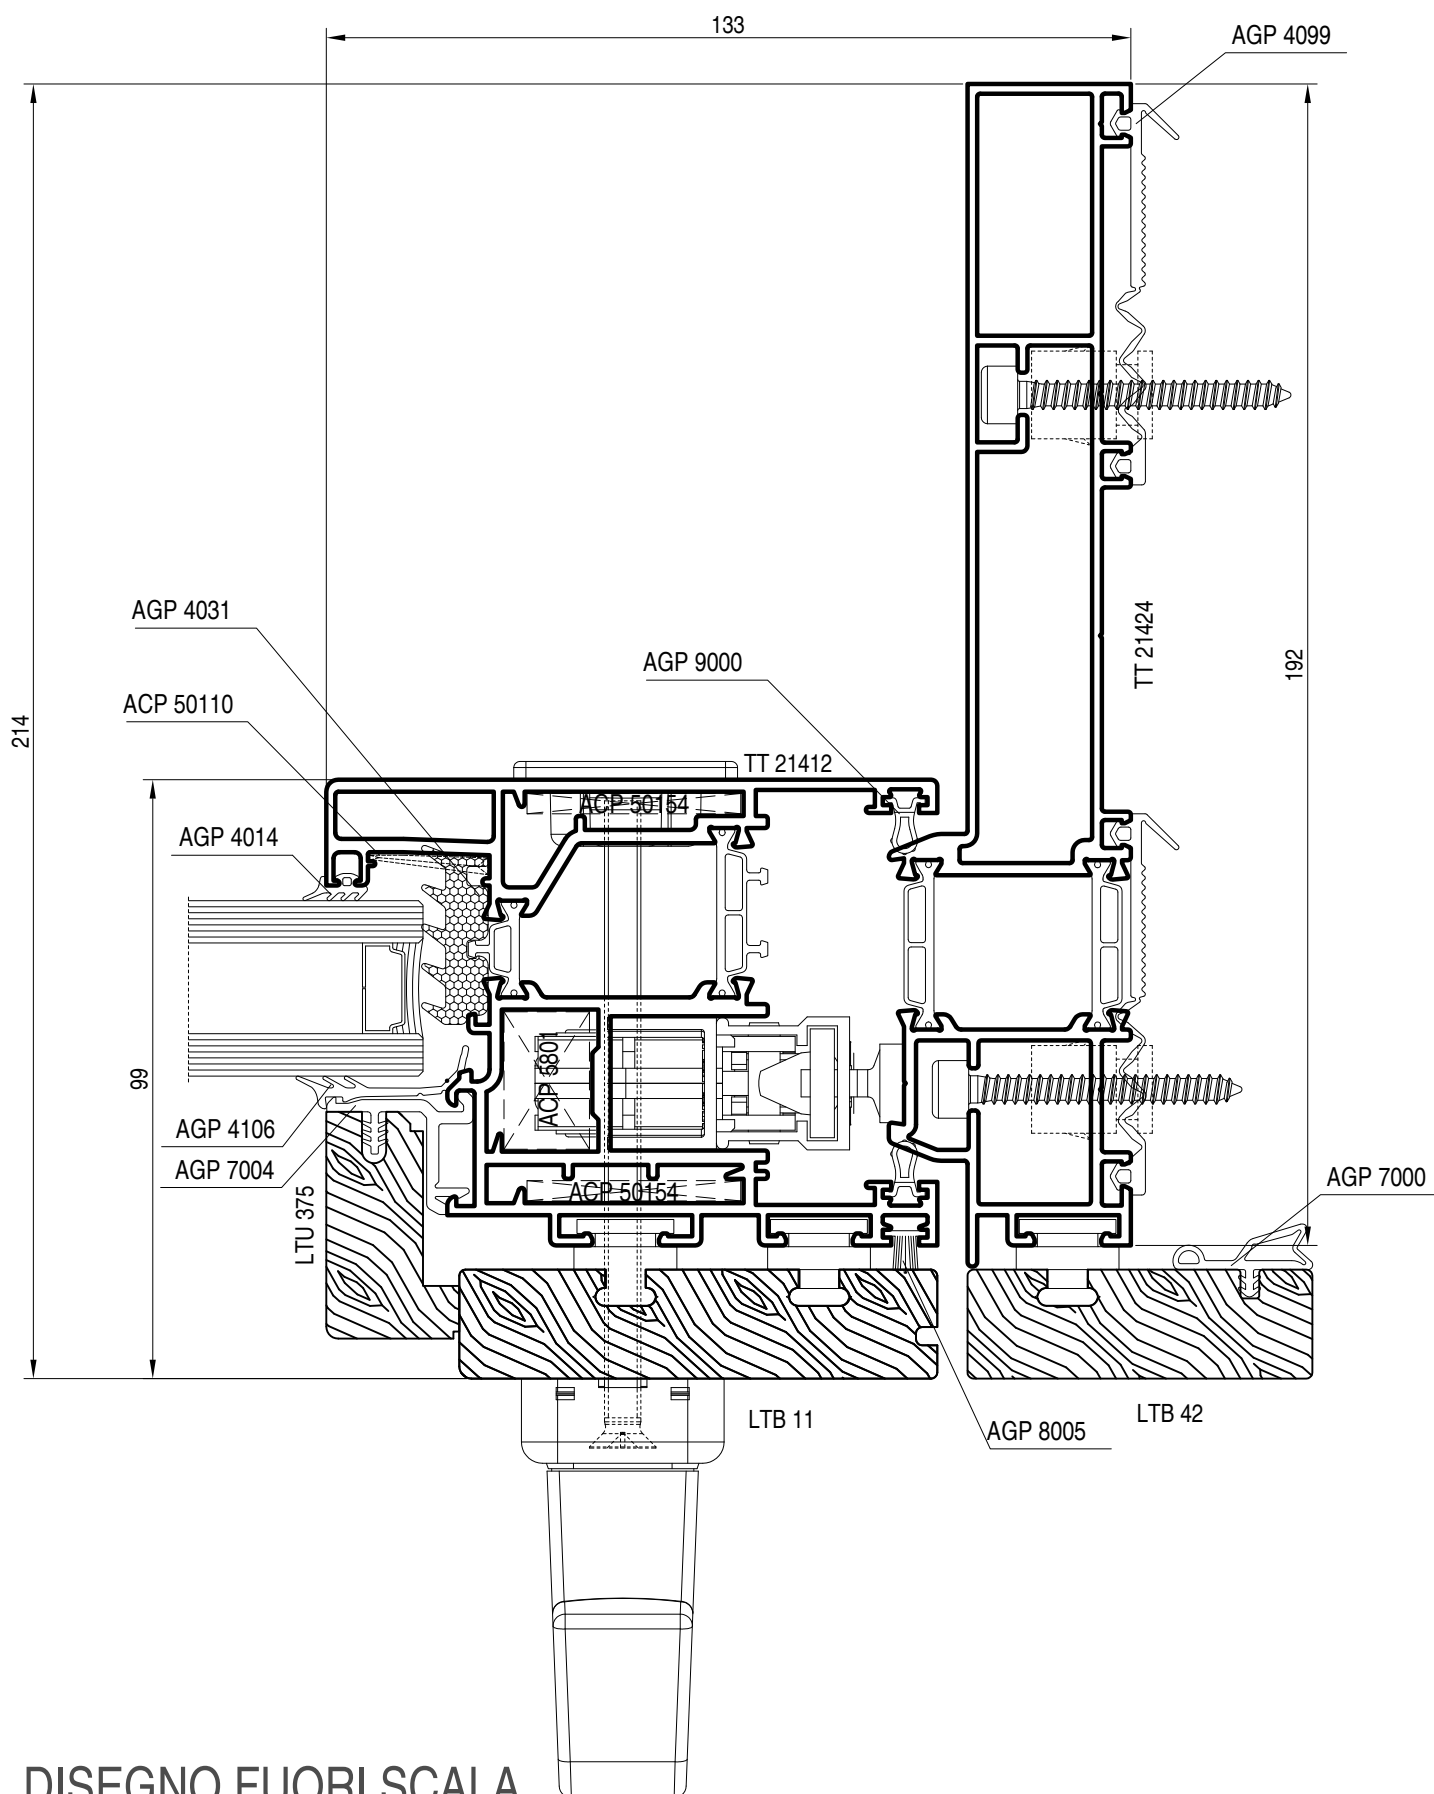 133
AGP 4099
AGP 4031
AGP 9000
TT 21424
192
ACP 50110
214
TT 21412
ACP 50154
AGP 4014
99
ACP 5801
AGP 4106
AGP 7004
LTU 375
ACP 50154
AGP 7000
LTB 11
AGP 8005
LTB 42
DISEGNO FUORI SCALA